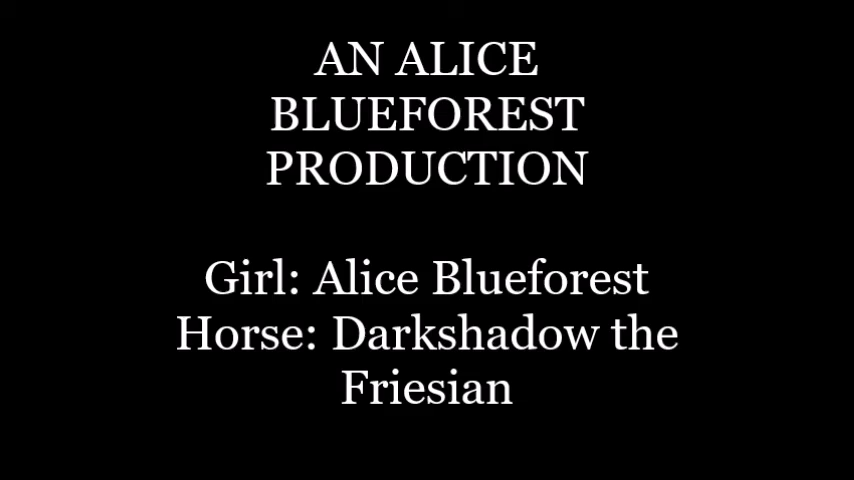 AN ALICE
BLUEFOREST
PRODUCTION
Girl: Alice Blueforest
Horse: Darkshadow the
Friesian